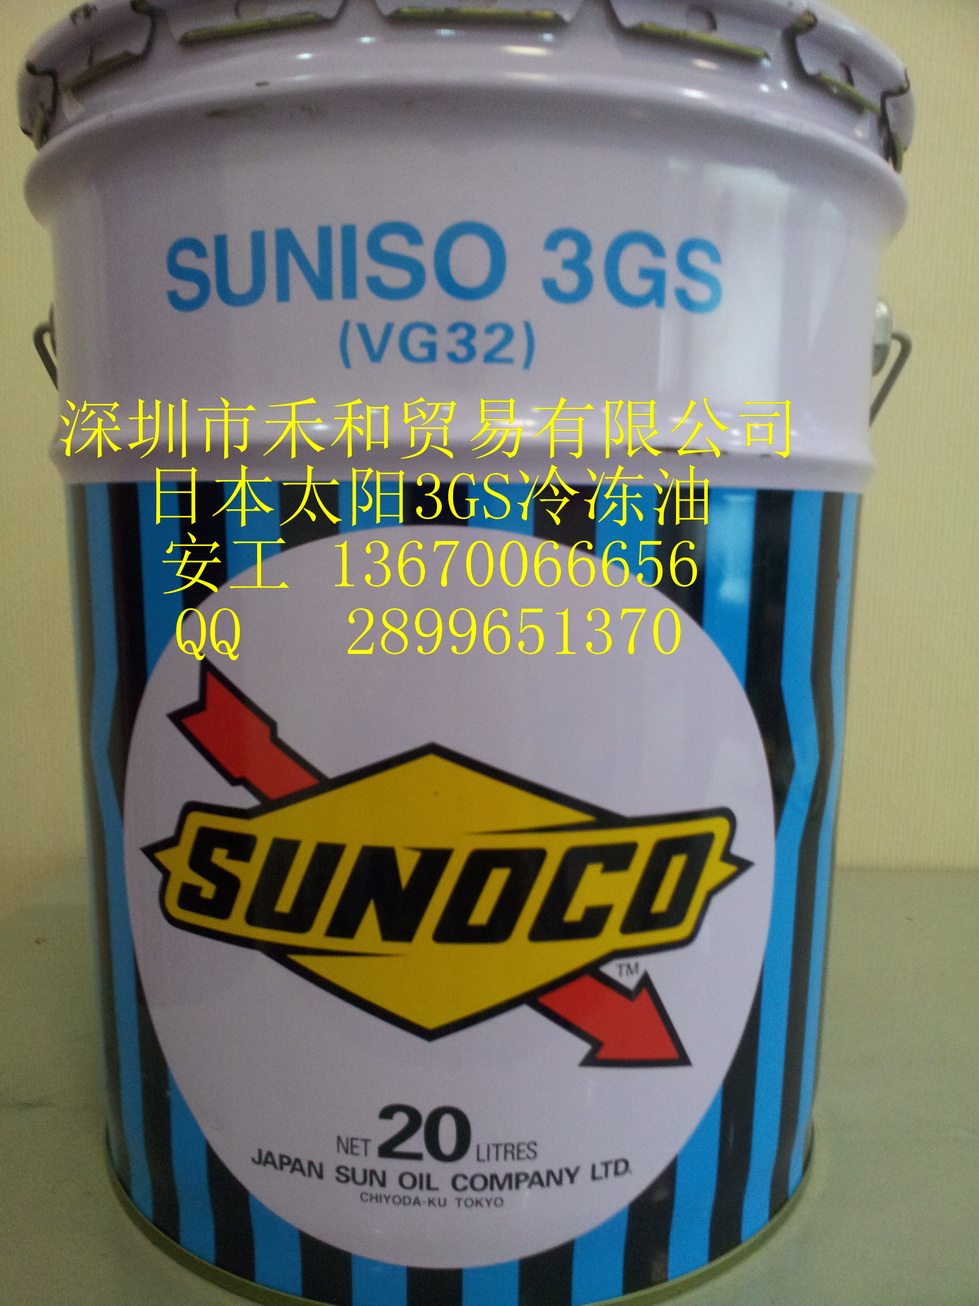 SUNISO 3GS
(VG32)
深圳市禾和贸易有限公司
日本太阳3GS冷冻油
安工 13670066656
QQ 2899651370
SUNOCO
TM
NET 20 LITRES
JAPAN SUN OIL COMPANY LTD.
CHIYODA-KU TOKYO